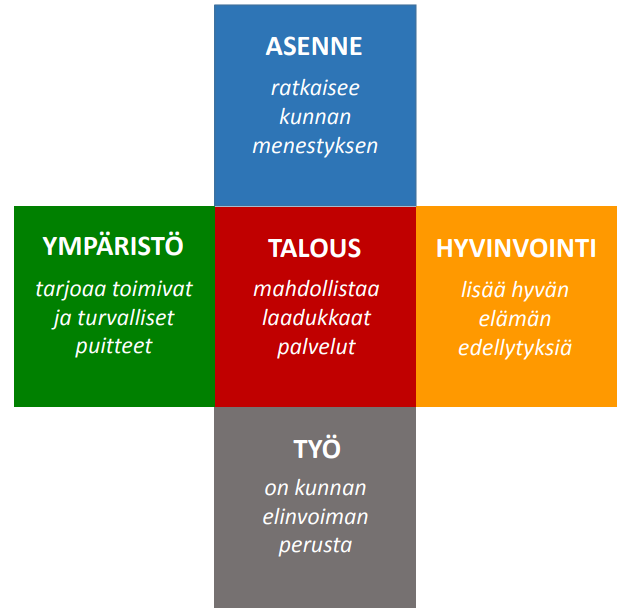 ASENNE
ratkaisee
kunnan
menestyksen
YMPÄRISTÖ
tarjoaa toimivat
ja turvalliset
puitteet
TALOUS
mahdollistaa
laadukkaat
palvelut
HYVINVOINTI
lisää hyvän
elämän
edellytyksiä
TYÖ
on kunnan
elinvoiman
perusta